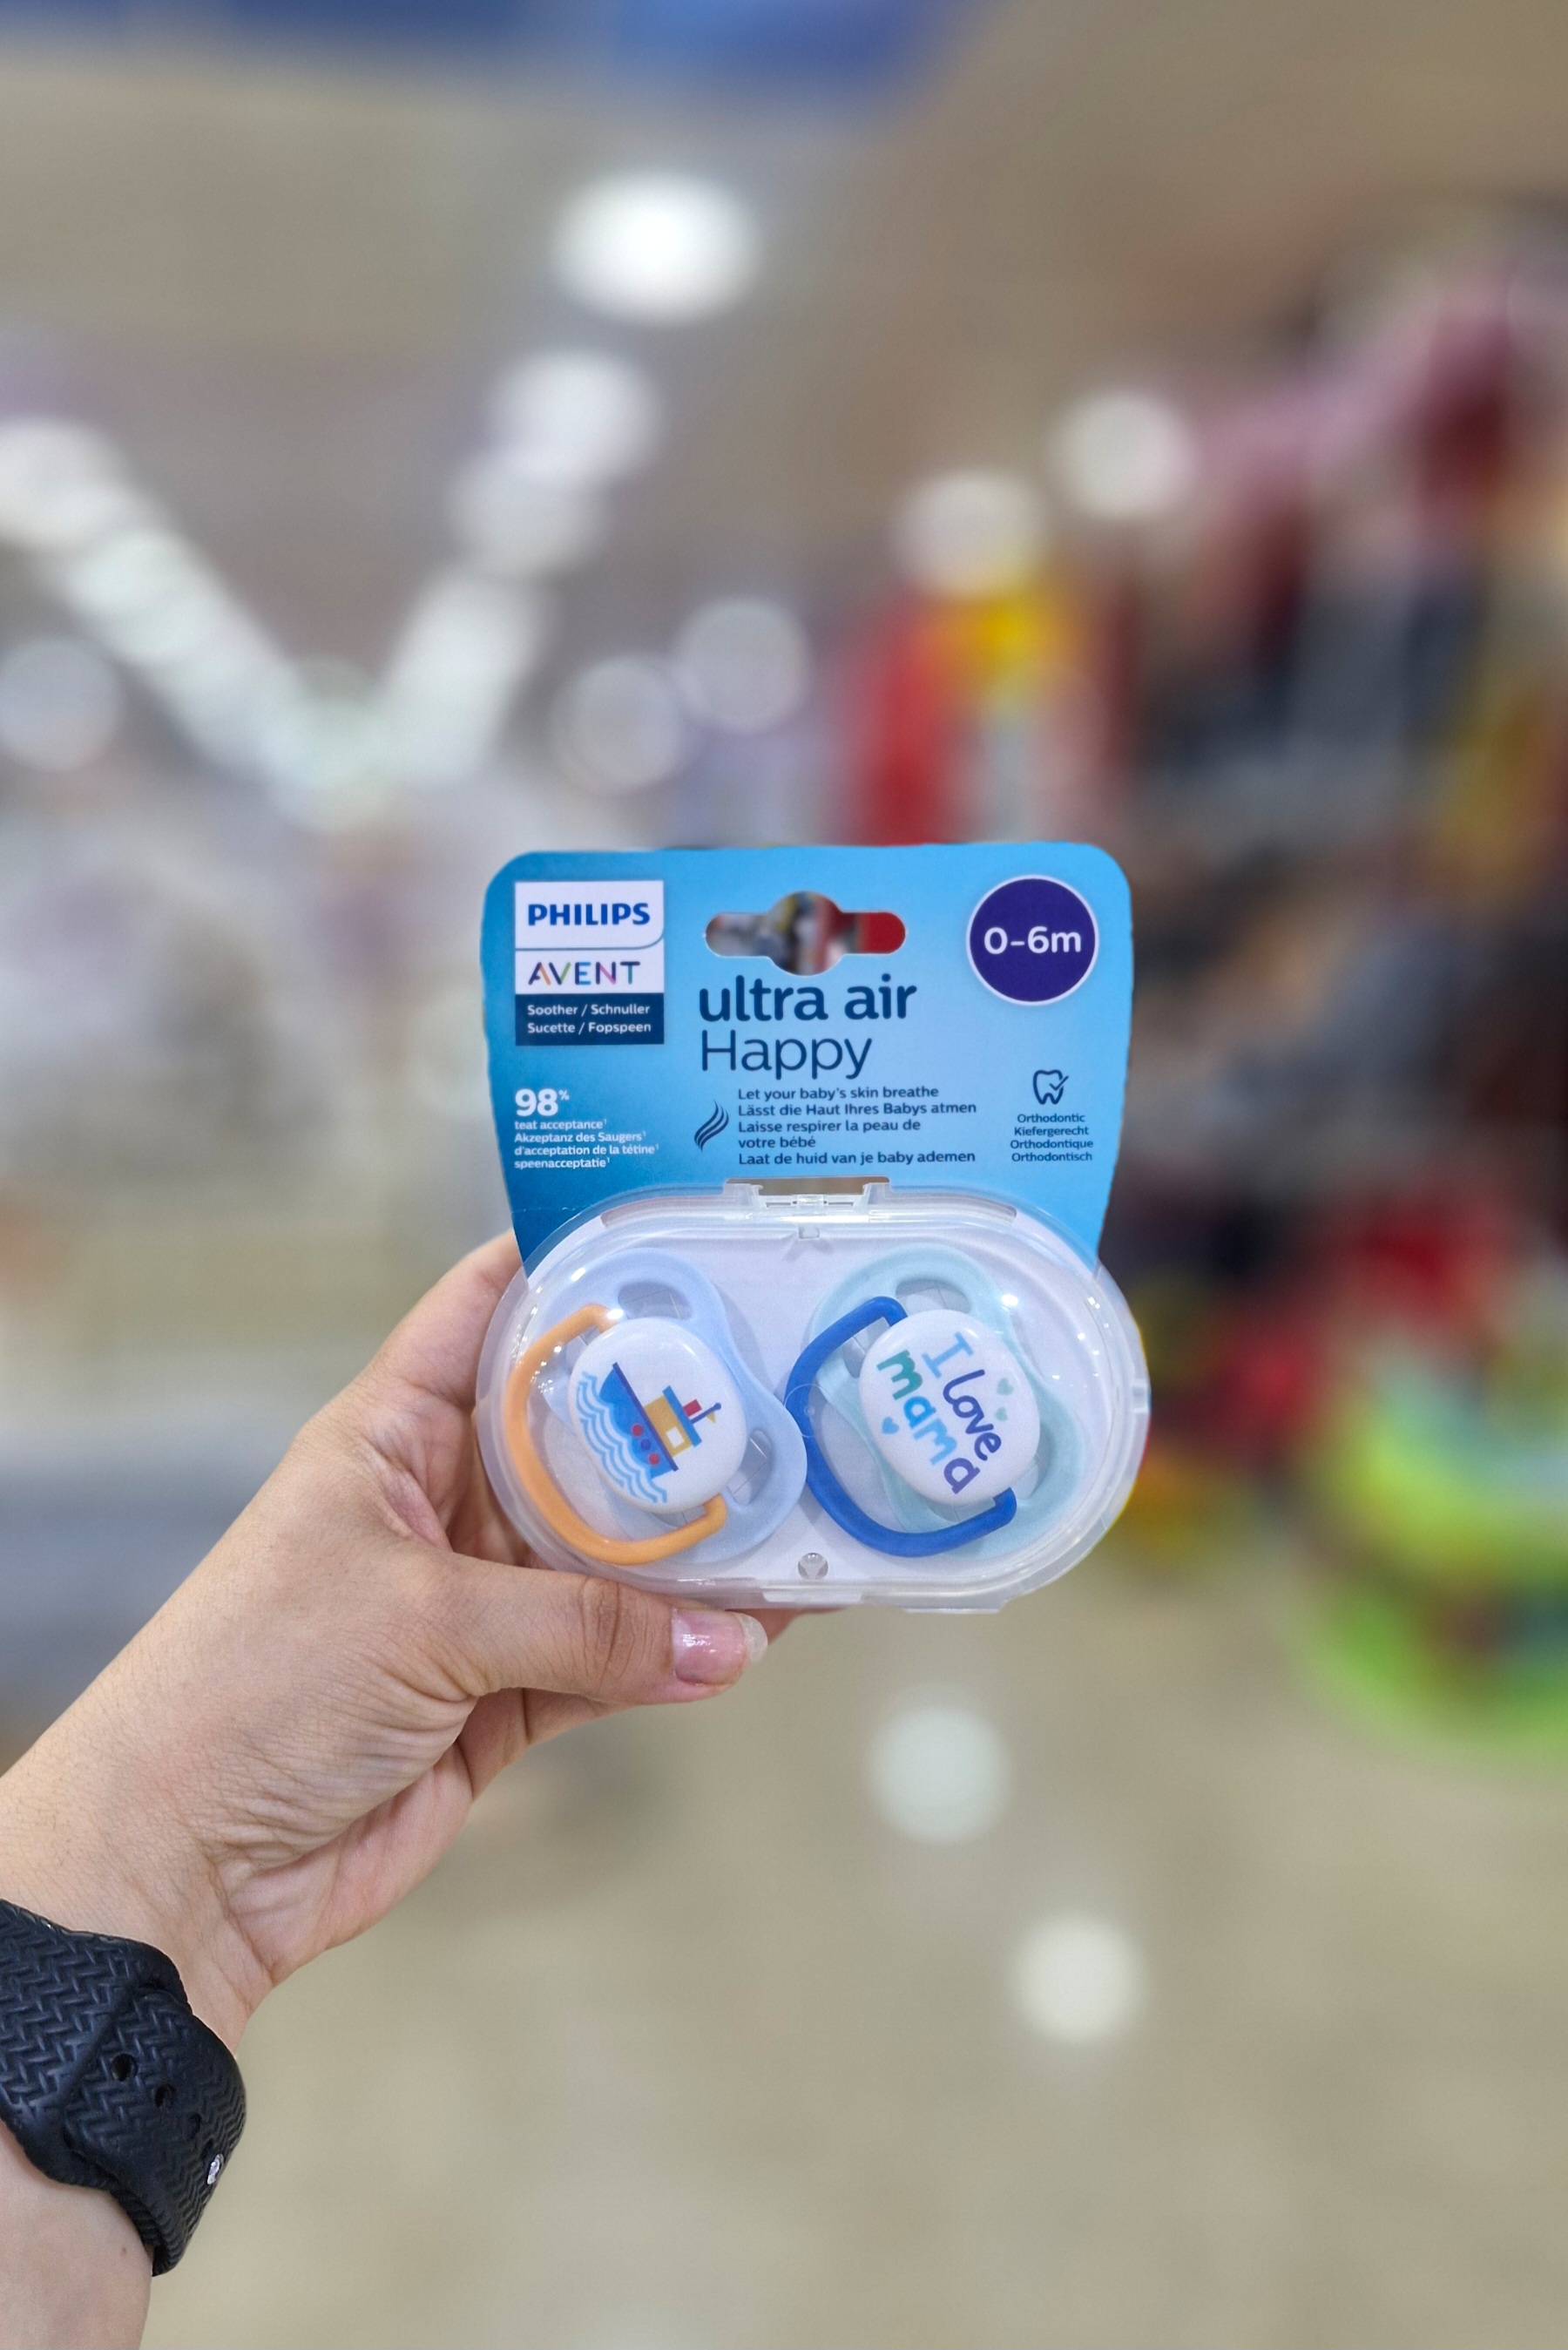 PHILIPS
AVENT
Soother / Schnuller
Sucette / Fopspeen
ultra air
Happy
0-6m
98%
teat acceptance¹
Akzeptanz des Saugers¹
d'acceptation de la tétine¹
speenacceptatie¹
Let your baby's skin breathe
Lässt die Haut Ihres Babys atmen
Laisse respirer la peau de
votre bébé
Laat de huid van je baby ademen
Orthodontic
Kiefergerecht
Orthodontique
Orthodontisch
I love
mama